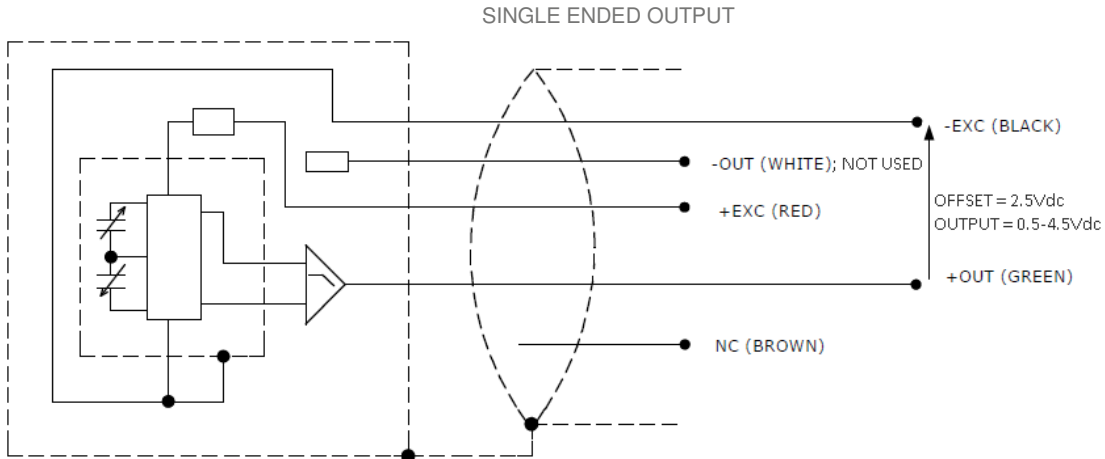 SINGLE ENDED OUTPUT
-EXC (BLACK)
-OUT (WHITE); NOT USED
+EXC (RED)
OFFSET = 2.5Vdc
OUTPUT = 0.5-4.5Vdc
+OUT (GREEN)
NC (BROWN)